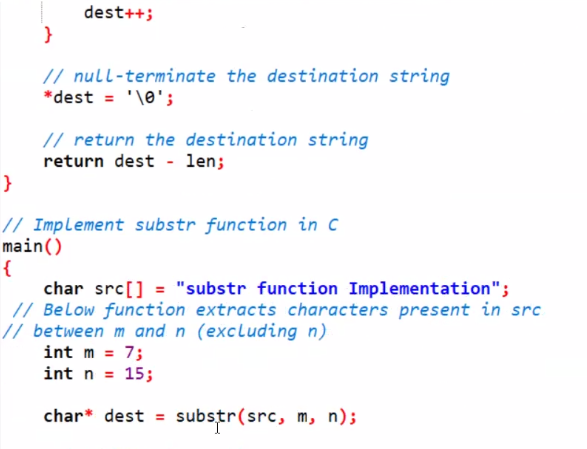 dest++;
}
// null-terminate the destination string
*dest = '\0';
// return the destination string
return dest - len;
}
// Implement substr function in C
main()
{
char src[] = "substr function Implementation";
// Below function extracts characters present in src
// between m and n (excluding n)
int m = 7;
int n = 15;
char* dest = substr(src, m, n);